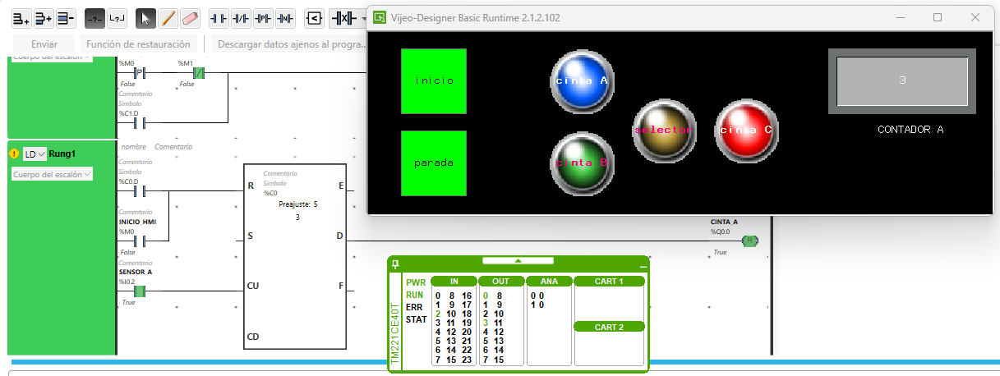 Vijeo-Designer Basic Runtime 2.1.2.102
Enviar
Función de restauración
Descargar datos ajenos al progra...
Cuerpo del escalón
%M0
%M1
P
False
False
Comentario
Símbolo
%C1.D
nombre Comentario
LD Rung1
Cuerpo del escalón
Comentario
Símbolo
%C0.D
Comentario
INICIO_HMI
%M0
False
Comentario
SENSOR_A
%I0.2
True
Comentario
Símbolo
%C0
Preajuste: 5
3
R
E
S
D
CU
F
CD
CINTA_A
%Q0.0
R
True
inicio
parada
cinta A
cinta B
selector
cinta C
3
CONTADOR A
TM221CE40T
PWR
RUN
ERR
STAT
IN
0 8 16
1 9 17
2 10 18
3 11 19
4 12 20
5 13 21
6 14 22
7 15 23
OUT
0 8
1 9
2 10
3 11
4 12
5 13
6 14
7 15
ANA
0 0
1 0
CART 1
CART 2